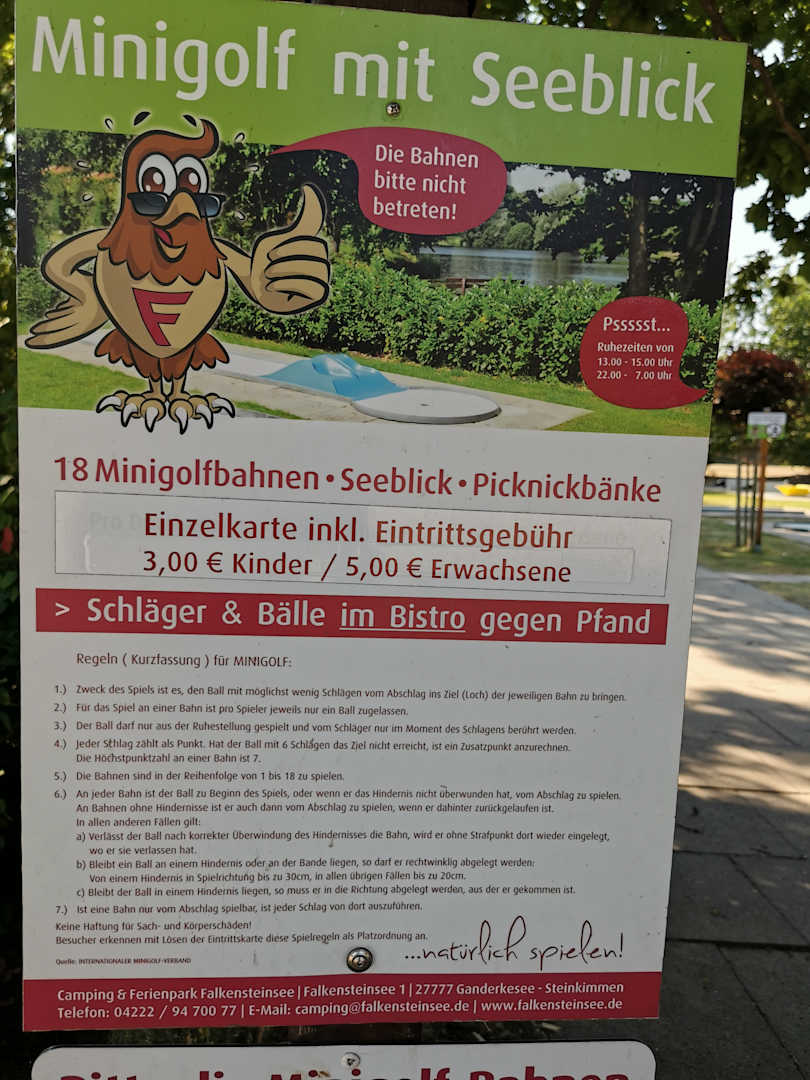 Minigolf mit Seeblick
Die Bahnen
bitte nicht
betreten!
F
Pssssst...
Ruhezeiten von
13.00 - 15.00 Uhr
22.00 - 7.00 Uhr
18 Minigolfbahnen • Seeblick • Picknickbänke
Einzelkarte inkl. Eintrittsgebühr
3,00 € Kinder / 5,00 € Erwachsene
> Schläger & Bälle im Bistro gegen Pfand
Regeln ( Kurzfassung ) für MINIGOLF:
1.) Zweck des Spiels ist es, den Ball mit möglichst wenig Schlägen vom Abschlag ins Ziel (Loch) der jeweiligen Bahn zu bringen.
2.) Für das Spiel an einer Bahn ist pro Spieler jeweils nur ein Ball zugelassen.
3.) Der Ball darf nur aus der Ruhestellung gespielt und vom Schläger nur im Moment des Schlagens berührt werden.
4.) Jeder Schlag zählt als Punkt. Hat der Ball mit 6 Schlägen das Ziel nicht erreicht, ist ein Zusatzpunkt anzurechnen.
Die Höchstpunktzahl an einer Bahn ist 7.
5.) Die Bahnen sind in der Reihenfolge von 1 bis 18 zu spielen.
6.) An jeder Bahn ist der Ball zu Beginn des Spiels, oder wenn er das Hindernis nicht überwunden hat, vom Abschlag zu spielen.
An Bahnen ohne Hindernisse ist er auch dann vom Abschlag zu spielen, wenn er dahinter zurückgelaufen ist.
In allen anderen Fällen gilt:
a) Verlässt der Ball nach korrekter Überwindung des Hindernisses die Bahn, wird er ohne Strafpunkt dort wieder eingelegt,
wo er sie verlassen hat.
b) Bleibt ein Ball an einem Hindernis oder an der Bande liegen, so darf er rechtwinklig abgelegt werden:
Von einem Hindernis in Spielrichtung bis zu 30cm, in allen übrigen Fällen bis zu 20cm.
c) Bleibt der Ball in einem Hindernis liegen, so muss er in die Richtung abgelegt werden, aus der er gekommen ist.
7.) Ist eine Bahn nur vom Abschlag spielbar, ist jeder Schlag von dort auszuführen.
Keine Haftung für Sach- und Körperschäden!
Besucher erkennen mit Lösen der Eintrittskarte diese Spielregeln als Platzordnung an.
...natürlich spielen!
Quelle: INTERNATIONALER MINIGOLF-VERBAND
Camping & Ferienpark Falkensteinsee | Falkensteinsee 1 | 27777 Ganderkesee - Steinkimmen
Telefon: 04222 / 94 700 77 | E-Mail: camping@falkensteinsee.de | www.falkensteinsee.de
Bitte die Minigolf-Bahnen